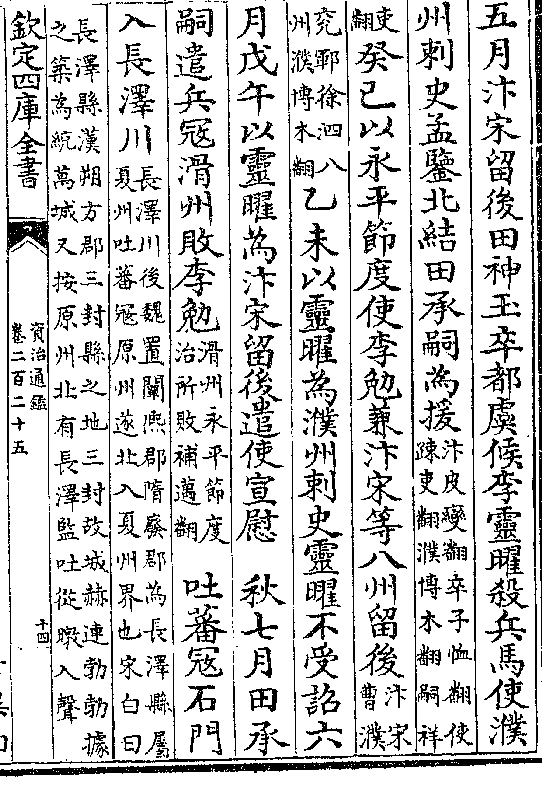 五月汴宋留後田神玉卒都虞候李靈曜殺兵馬使濮
州刺史孟鑒北結田承嗣為援汴皮變翻卒子恤翻使
疎吏翻濮博木翻嗣祥
吏翻癸巳以永平節度使李勉兼汴宋等八州留後汴宋曹濮
兖鄆徐泗八
州濮博木翻乙未以靈曜為濮州刺史靈曜不受詔六
月戊午以靈曜為汴宋留後遣使宣慰 秋七月田承
嗣遣兵寇滑州敗李勉滑州永平節度
治所敗補邁翻 吐蕃寇石門
入長澤川長澤川後魏置闡熙郡隋廢郡為長澤縣屬
夏州吐蕃寇原州遂北入夏州界也宋白曰
長澤縣漢朔方郡三封縣之地三封故城赫連勃勃據
之築為統萬城又按原州北有長澤監吐從暾入聲
欽定四庫全書
資治通鑑
卷二百二十五
十四